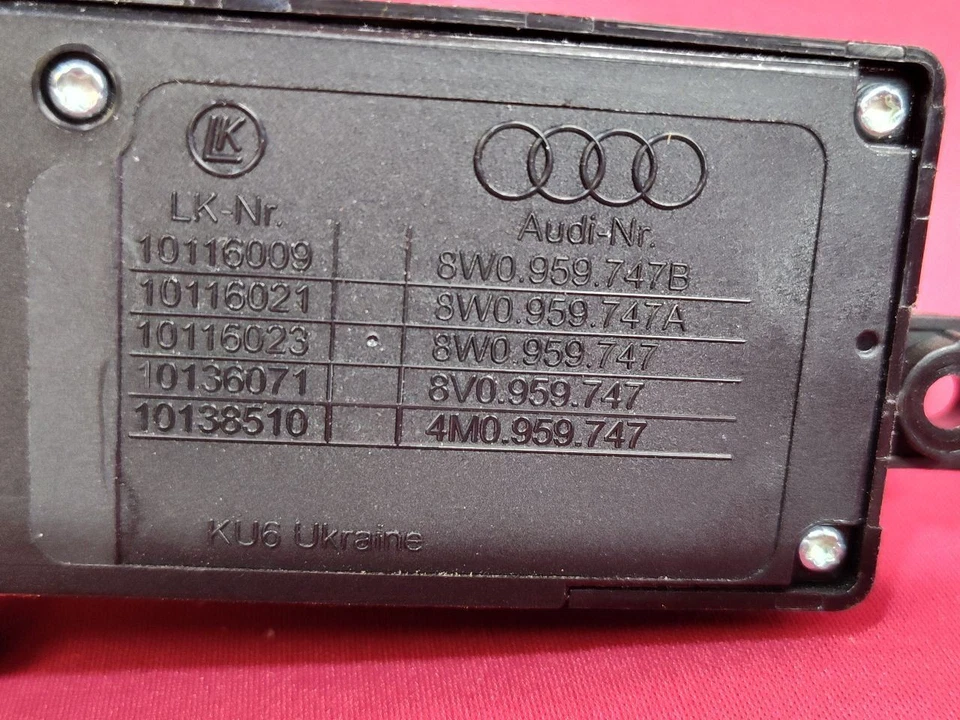 LK
LK-Nr. Audi-Nr.
10116009 8W0.959.747B
10116021 8W0.959.747A
10116023 8W0.959.747
10136071 8V0.959.747
10138510 4M0.959.747
KU6 Ukraine